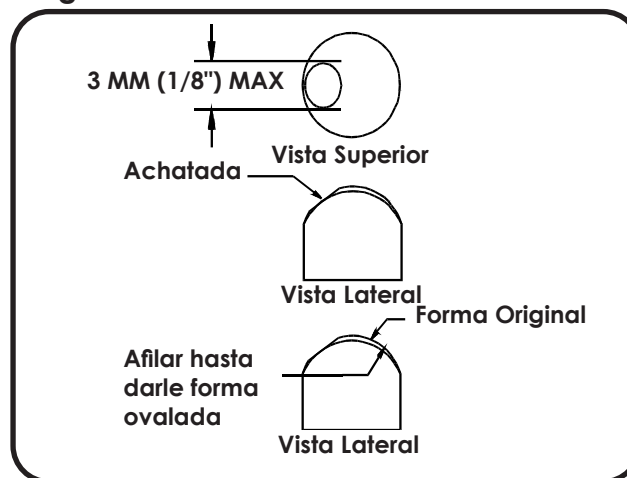 3 MM (1/8") MAX
Vista Superior
Achatada
Vista Lateral
Forma Original
Afilar hasta
darle forma
ovalada
Vista Lateral